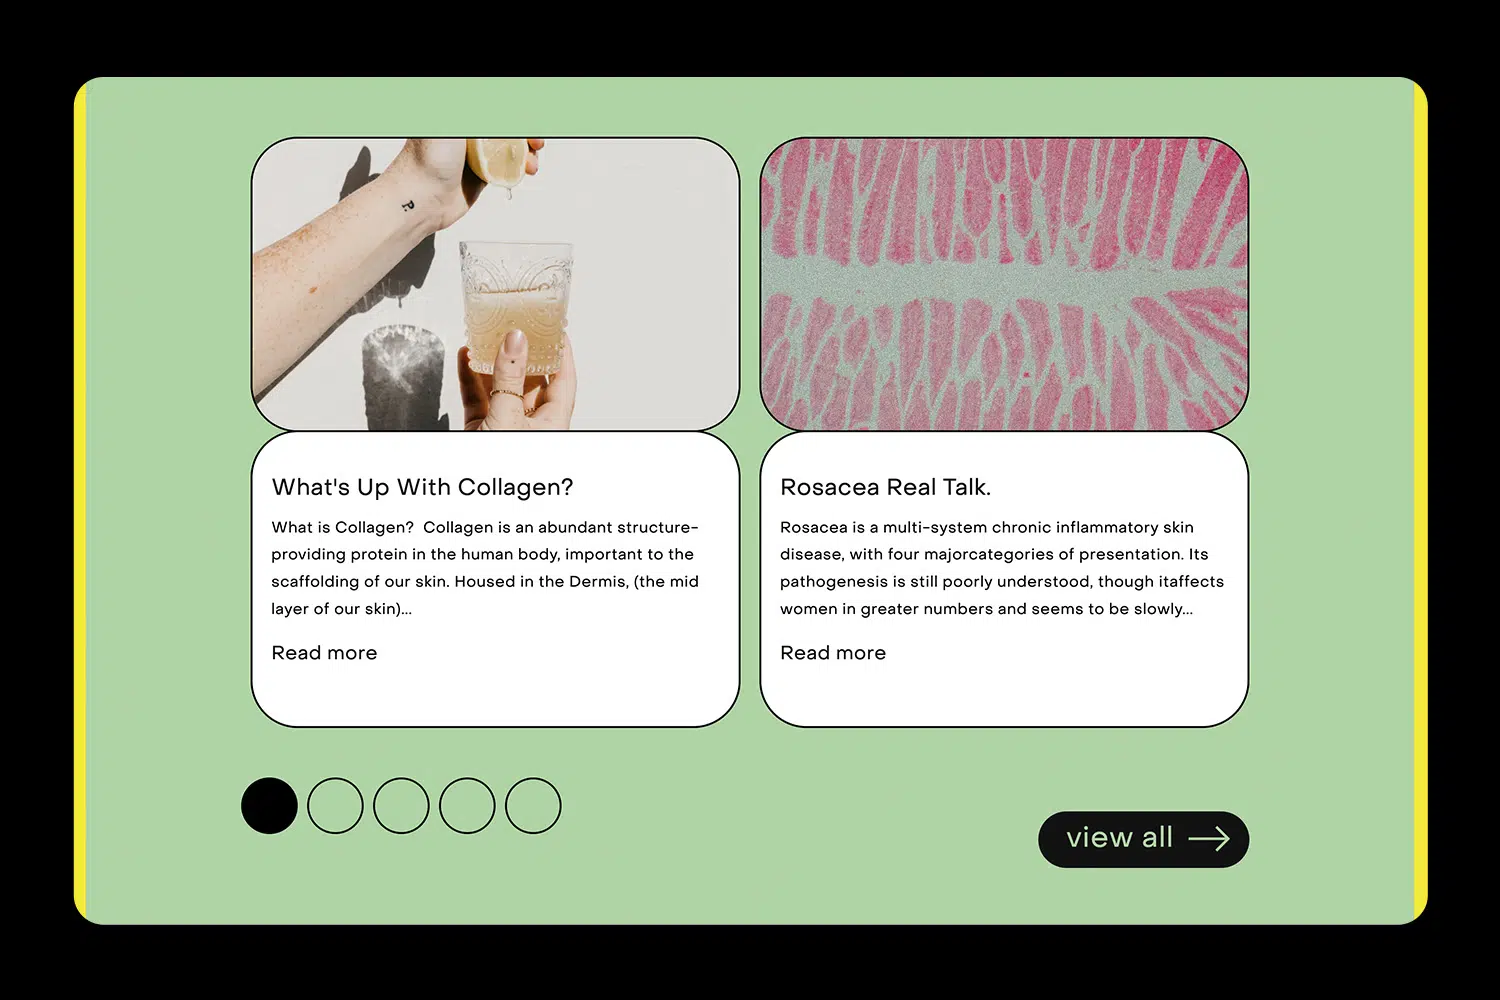 What's Up With Collagen?
What is Collagen?  Collagen is an abundant structure-
providing protein in the human body, important to the
scaffolding of our skin. Housed in the Dermis, (the mid
layer of our skin)...
Read more
Rosacea Real Talk.
Rosacea is a multi-system chronic inflammatory skin
disease, with four majorcategories of presentation. Its
pathogenesis is still poorly understood, though itaffects
women in greater numbers and seems to be slowly...
Read more
view all